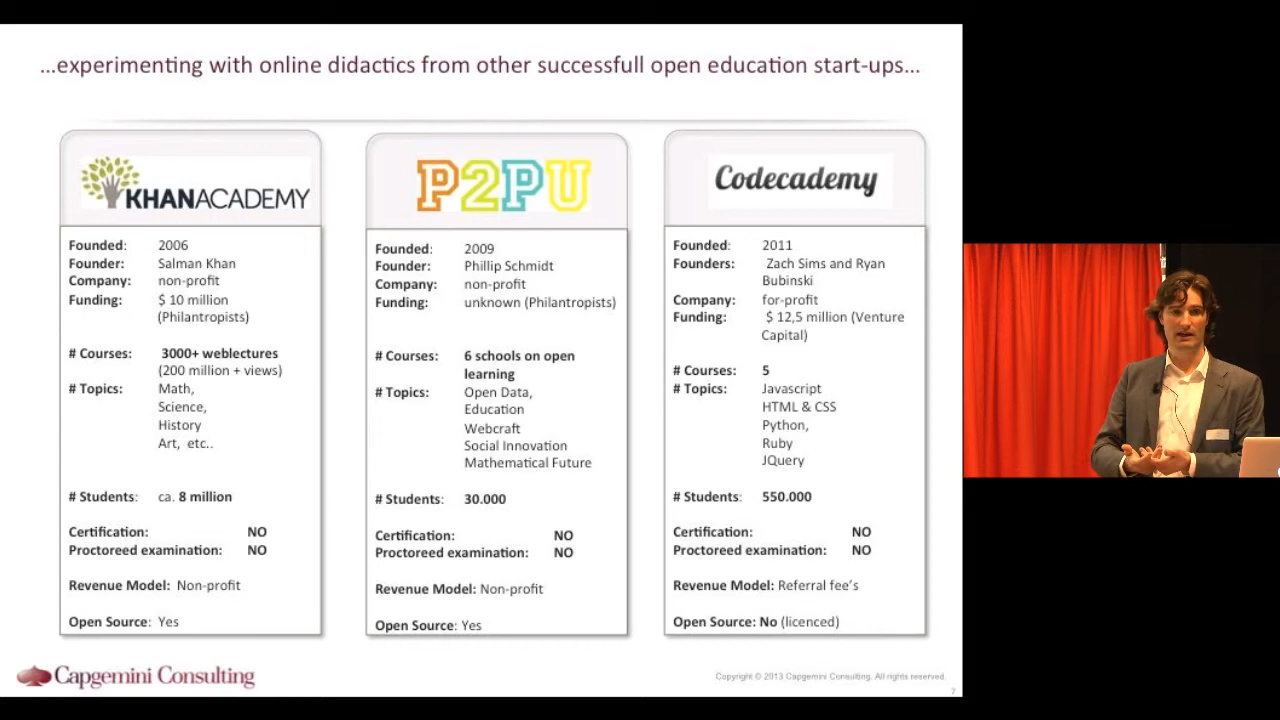 ...experimenting with online didactics from other successfull open education start-ups...
KHANACADEMY
Founded: 2006
Founder: Salman Khan
Company: non-profit
Funding: $ 10 million
(Philantropists)
# Courses: 3000+ weblectures
(200 million + views)
# Topics: Math,
Science,
History
Art, etc..
# Students: ca. 8 million
Certification: NO
Proctoreed examination: NO
Revenue Model: Non-profit
Open Source: Yes
P2PU
Founded: 2009
Founder: Phillip Schmidt
Company: non-profit
Funding: unknown (Philantropists)
# Courses: 6 schools on open
learning
# Topics: Open Data,
Education
Webcraft
Social Innovation
Mathematical Future
# Students: 30.000
Certification: NO
Proctoreed examination: NO
Revenue Model: Non-profit
Open Source: Yes
Codecademy
Founded: 2011
Founders: Zach Sims and Ryan
Bubinski
Company: for-profit
Funding: $ 12,5 million (Venture
Capital)
# Courses: 5
# Topics: Javascript
HTML & CSS
Python,
Ruby
JQuery
# Students: 550.000
Certification: NO
Proctoreed examination: NO
Revenue Model: Referral fee's
Open Source: No (licenced)
Capgemini Consulting
Copyright © 2013 Capgemini Consulting. All rights reserved.
7